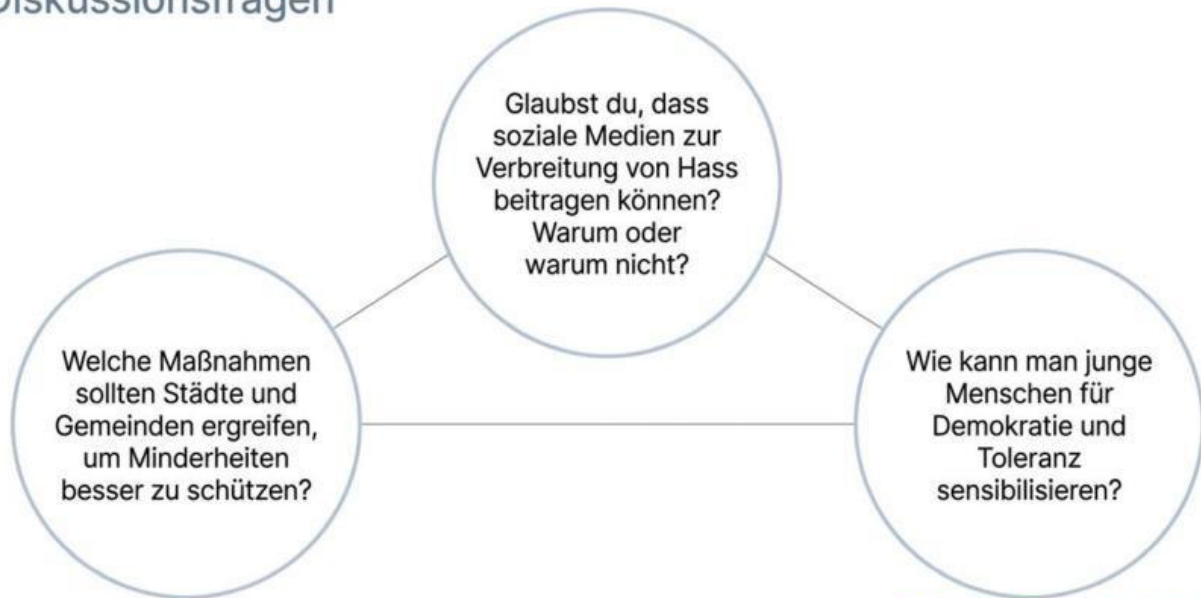 Diskussionsfragen
Glaubst du, dass
soziale Medien zur
Verbreitung von Hass
beitragen können?
Warum oder
warum nicht?
Welche Maßnahmen
sollten Städte und
Gemeinden ergreifen,
um Minderheiten
besser zu schützen?
Wie kann man junge
Menschen für
Demokratie und
Toleranz
sensibilisieren?